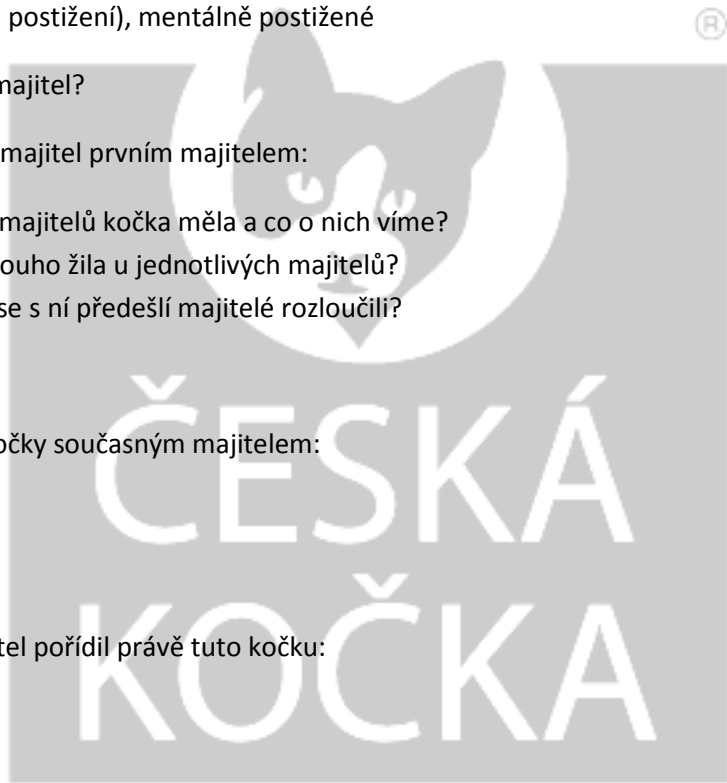 postižení), mentálně postižené
®
majitel?
majitel prvním majitelem:
majitelů kočka měla a co o nich víme?
ouho žila u jednotlivých majitelů?
se s ní předešlí majitelé rozloučili?
očky současným majitelem:
tel pořídil právě tuto kočku:
ČESKÁ
KOČKA